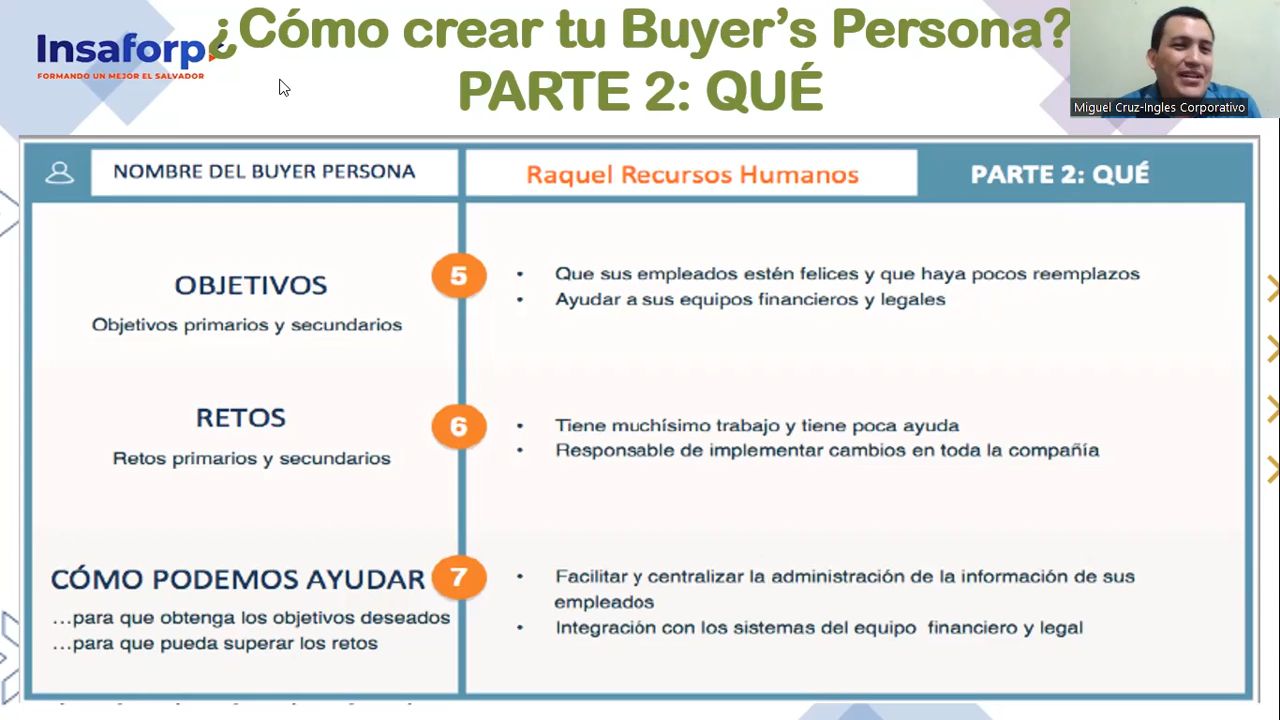 Insaforp
FORMANDO UN MEJOR EL SALVADOR
¿Cómo crear tu Buyer’s Persona?
PARTE 2: QUÉ
Miguel Cruz-Ingles Corporativo
NOMBRE DEL BUYER PERSONA
Raquel Recursos Humanos
PARTE 2: QUÉ
OBJETIVOS
Objetivos primarios y secundarios
5
• Que sus empleados estén felices y que haya pocos reemplazos
• Ayudar a sus equipos financieros y legales
RETOS
Retos primarios y secundarios
6
• Tiene muchísimo trabajo y tiene poca ayuda
• Responsable de implementar cambios en toda la compañía
CÓMO PODEMOS AYUDAR
...para que obtenga los objetivos deseados
...para que pueda superar los retos
7
• Facilitar y centralizar la administración de la información de sus
empleados
• Integración con los sistemas del equipo financiero y legal